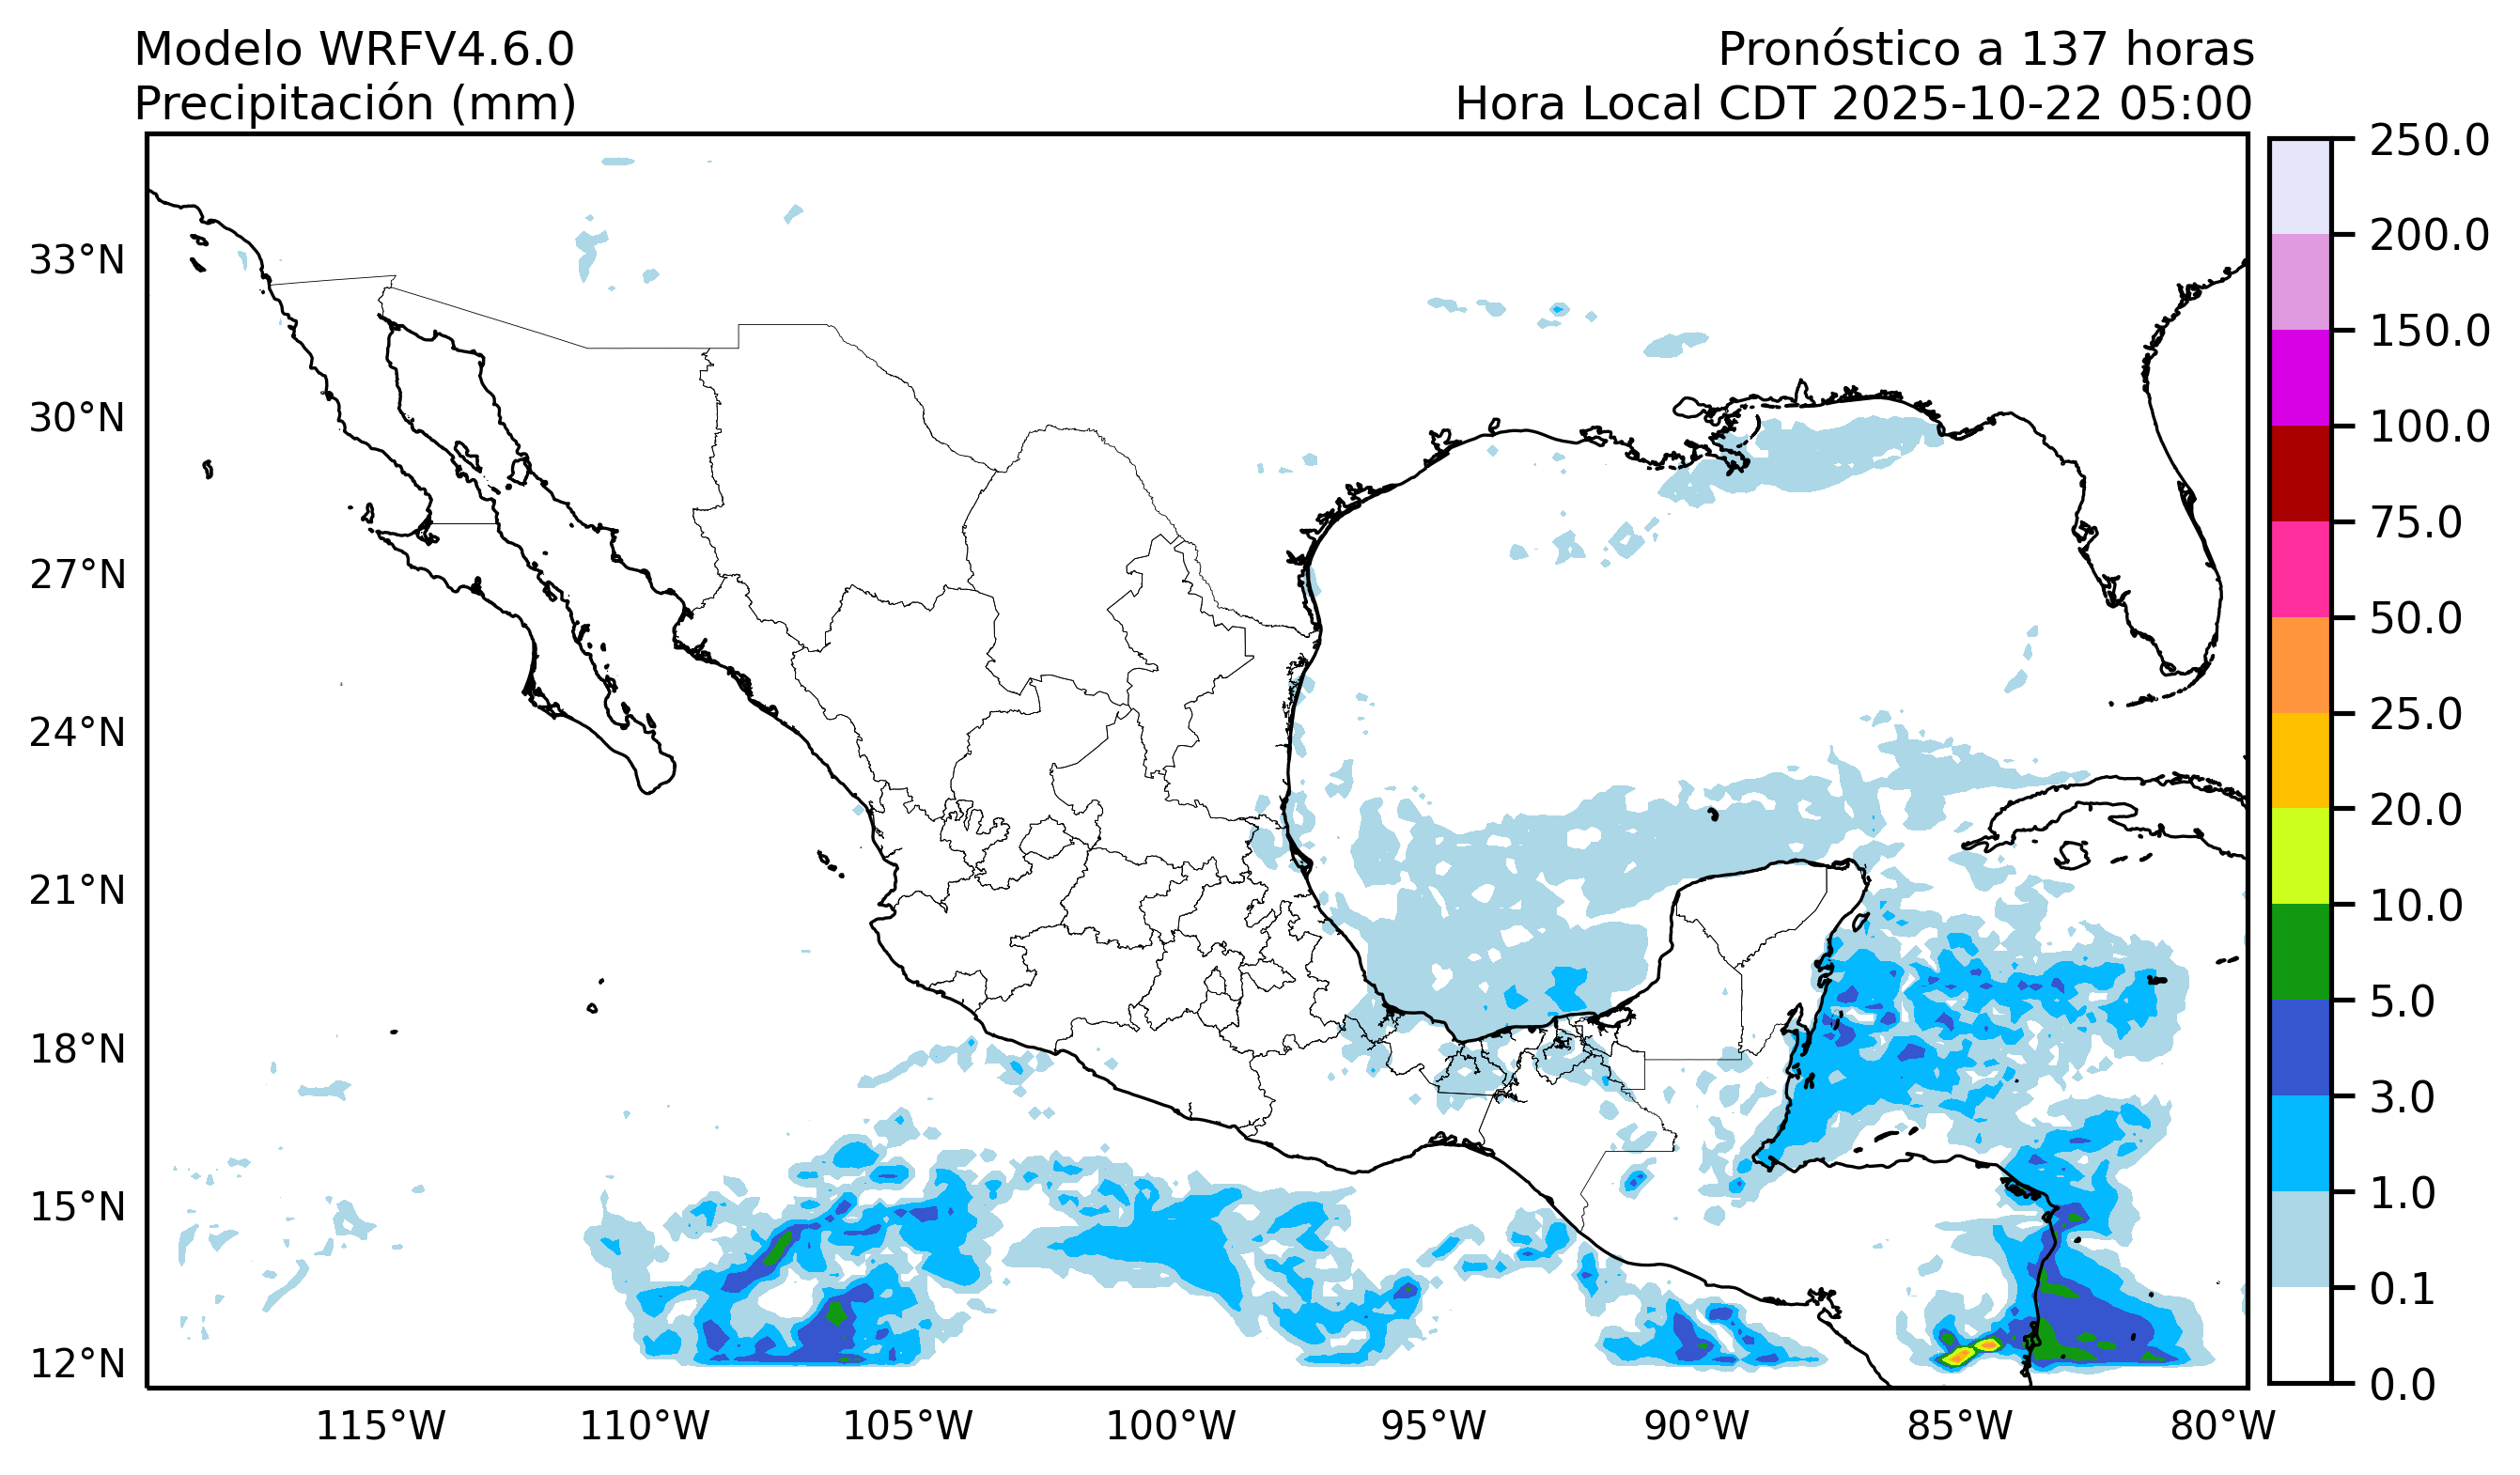 Modelo WRFV4.6.0
Precipitación (mm)
Pronóstico a 137 horas
Hora Local CDT 2025-10-22 05:00
33°N
30°N
27°N
24°N
21°N
18°N
15°N
12°N
115°W
110°W
105°W
100°W
95°W
90°W
85°W
80°W
250.0
200.0
150.0
100.0
75.0
50.0
25.0
20.0
10.0
5.0
3.0
1.0
0.1
0.0